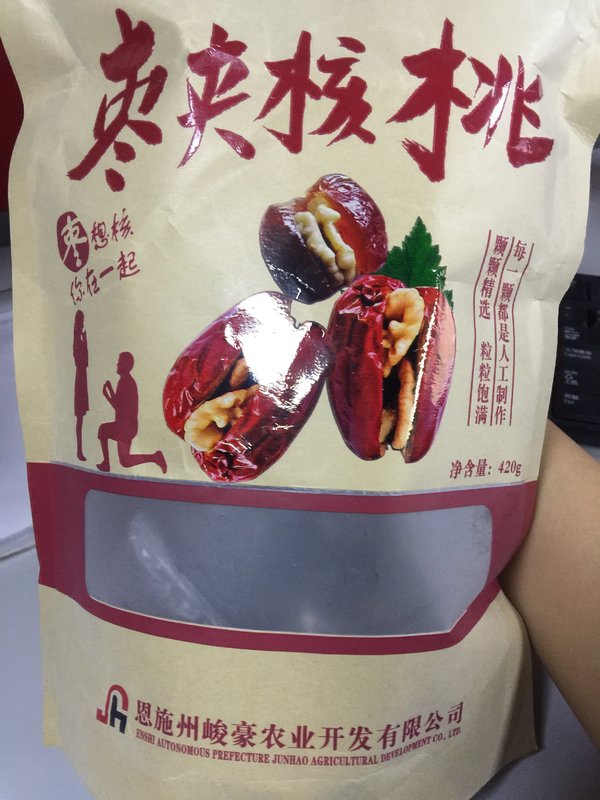 枣夹核桃
枣想核
你在一起
每一颗都是人工制作
颗颗精选 粒粒饱满
净含量：420g
恩施州峻豪农业开发有限公司
ENSHI AUTONOMOUS PREFECTURE JUNHAO AGRICULTURAL DEVELOPMENT CO., LTD.